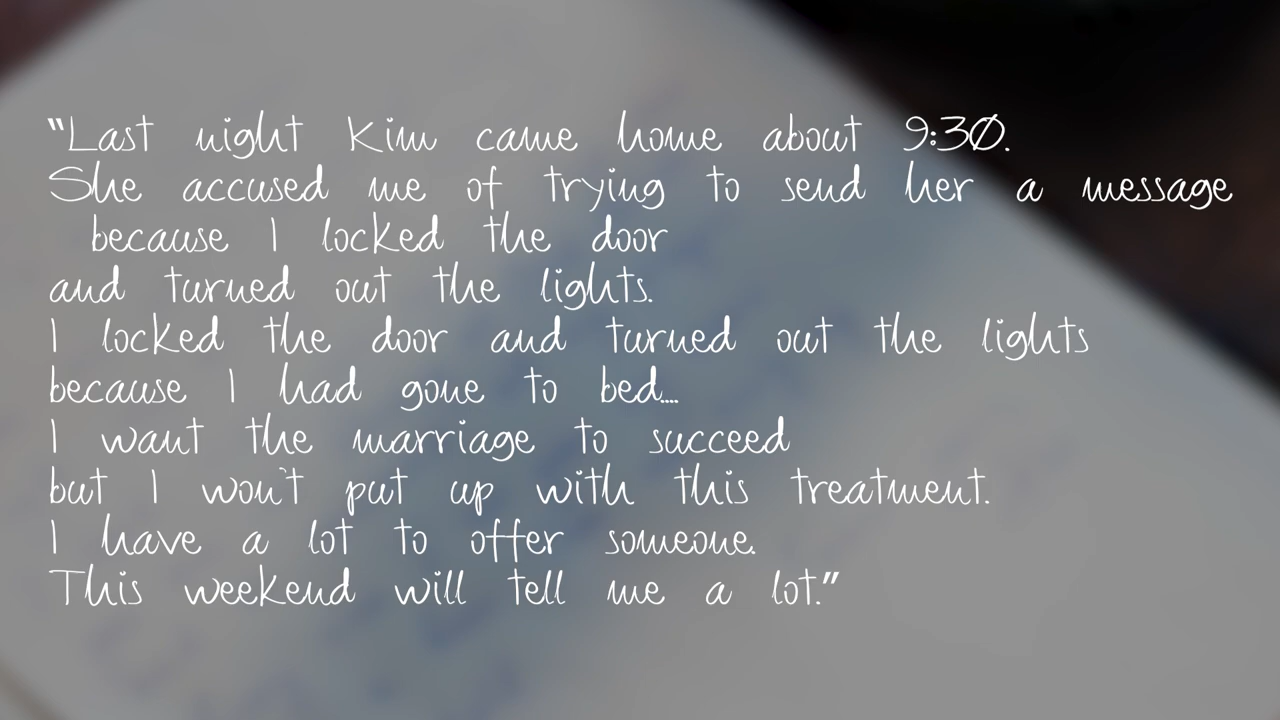 "Last night Kim came home about 9:30.
She accused me of trying to send her a message
because I locked the door
and turned out the lights.
I locked the door and turned out the lights
because I had gone to bed....
I want the marriage to succeed
but I won't put up with this treatment.
I have a lot to offer someone.
This weekend will tell me a lot."